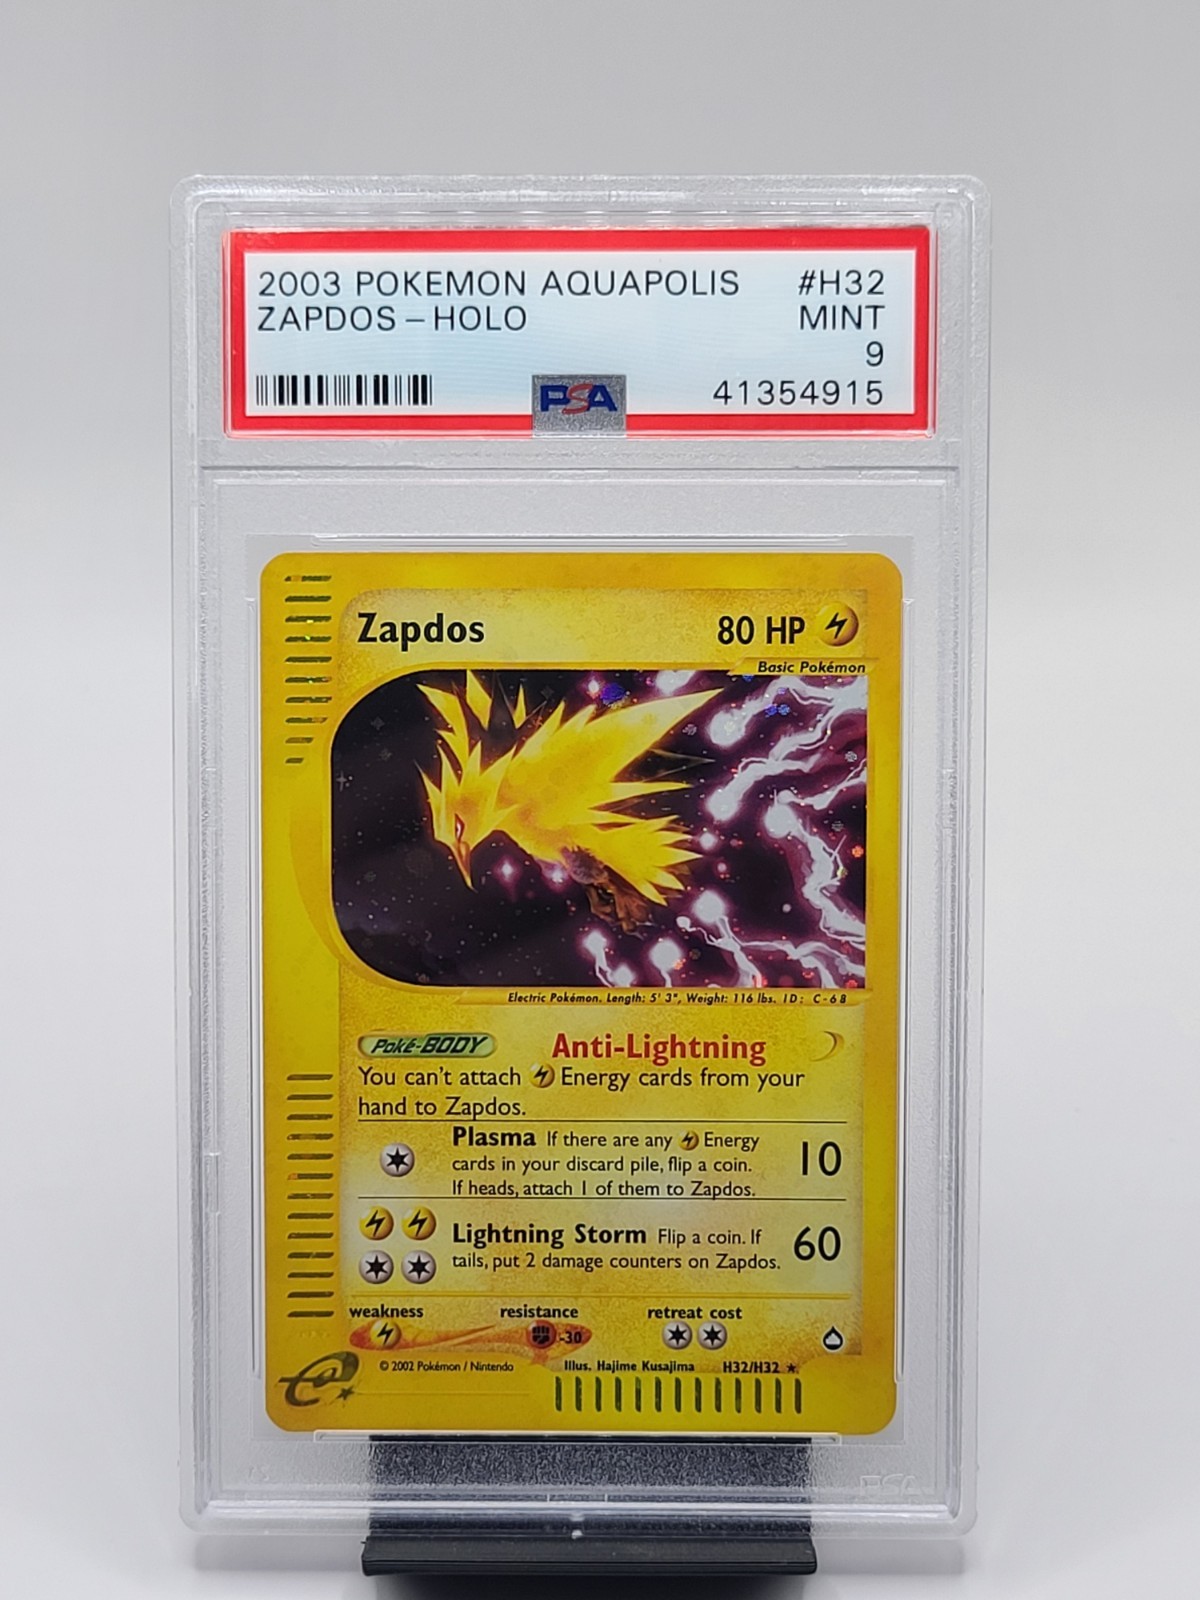 2003 POKEMON AQUAPOLIS #H32
ZAPDOS – HOLO MINT
9
PSA 41354915
Zapdos 80 HP
Basic Pokémon
Electric Pokémon. Length: 5' 3", Weight: 116 lbs. ID: C-68
Poké-BODY Anti-Lightning
You can't attach Energy cards from your
hand to Zapdos.
Plasma If there are any Energy
cards in your discard pile, flip a coin.
If heads, attach 1 of them to Zapdos.
10
Lightning Storm Flip a coin. If
tails, put 2 damage counters on Zapdos.
60
weakness resistance retreat cost
-30
© 2002 Pokémon / Nintendo Illus. Hajime Kusajima H32/H32 ★
e
PSA